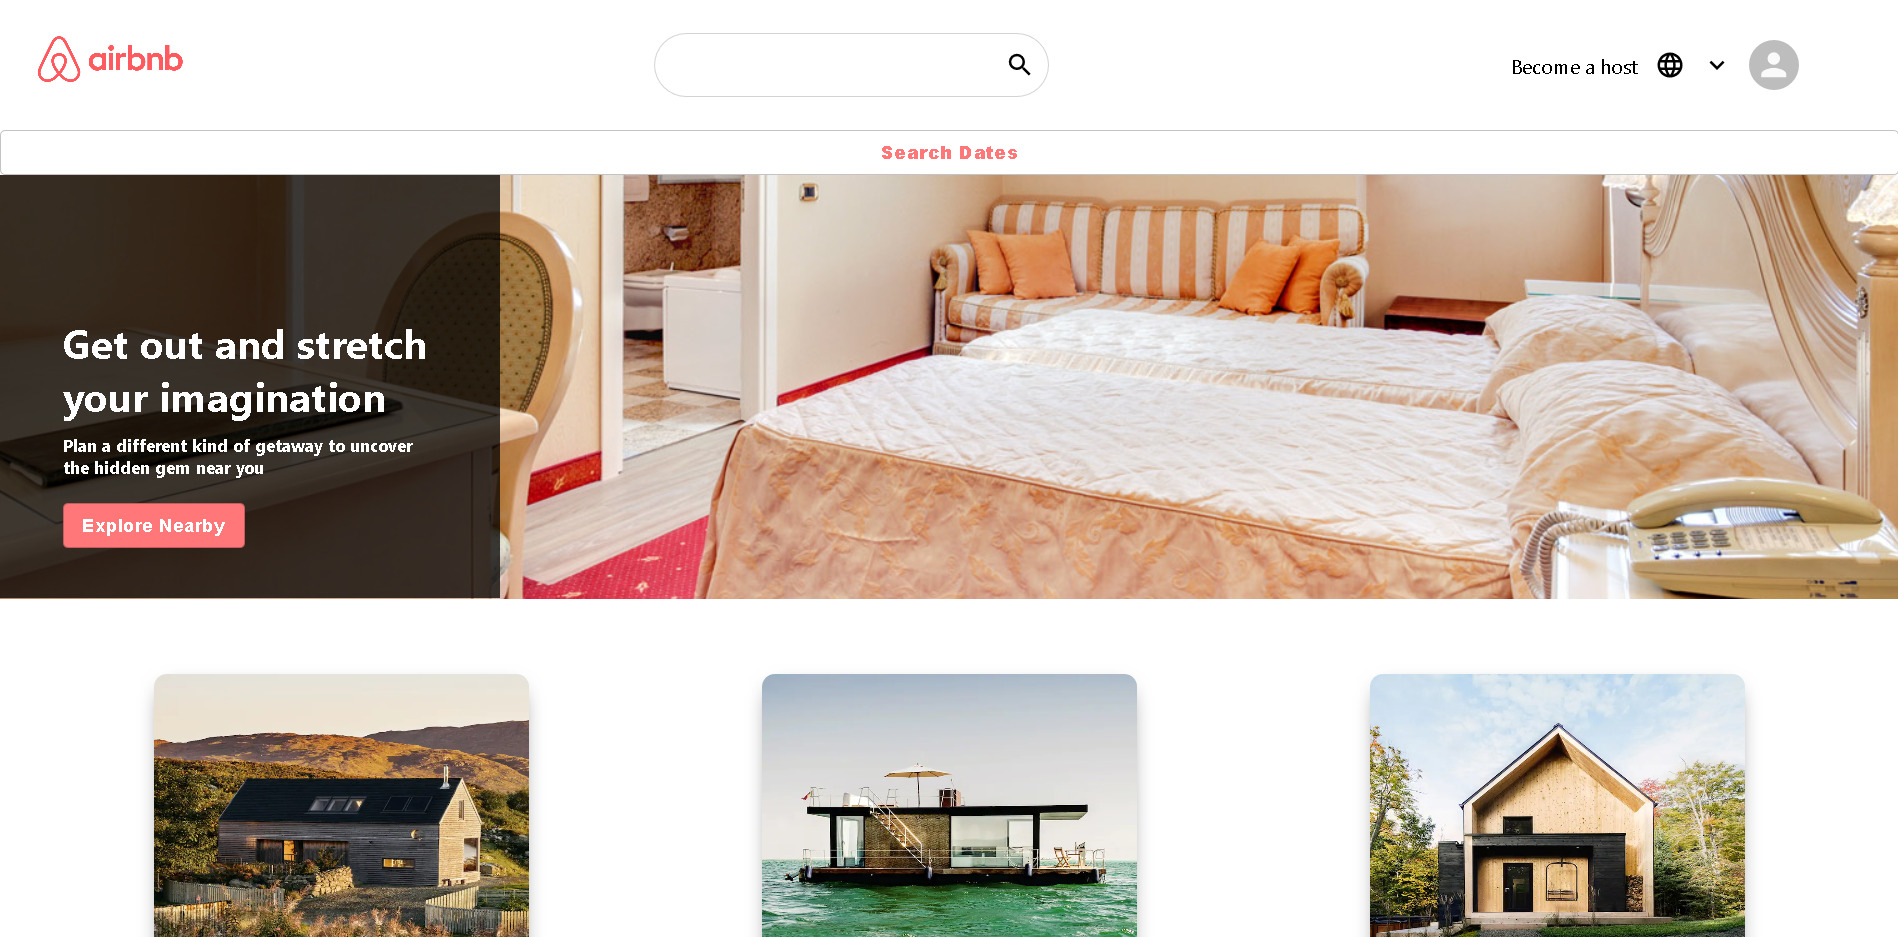 airbnb
Become a host
Search Dates
Get out and stretch
your imagination
Plan a different kind of getaway to uncover
the hidden gem near you
Explore Nearby